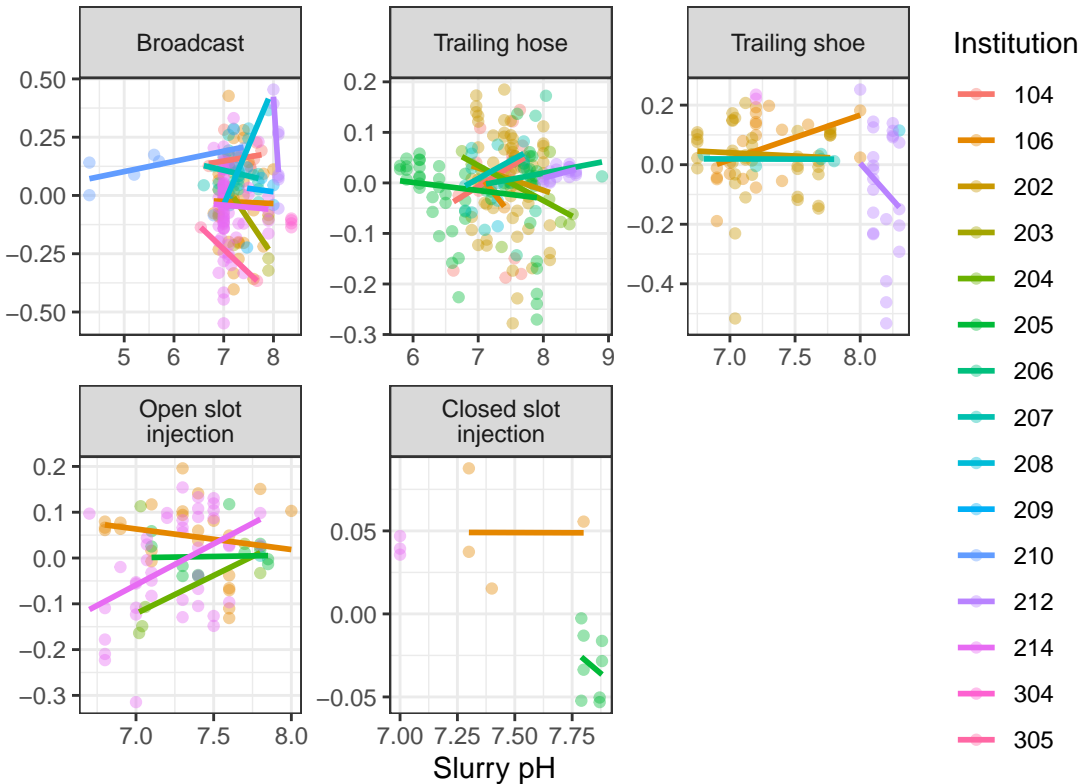 Broadcast
Trailing hose
Trailing shoe
Institution
0.50
0.25
0.00
−0.25
−0.50
5 6 7 8
0.2
0.1
0.0
−0.1
−0.2
−0.3
6 7 8 9
0.2
0.0
−0.2
−0.4
7.0 7.5 8.0
Open slot
injection
Closed slot
injection
0.2
0.1
0.0
−0.1
−0.2
−0.3
7.0 7.5 8.0
0.05
0.00
−0.05
7.00 7.25 7.50 7.75
Slurry pH
104
106
202
203
204
205
206
207
208
209
210
212
214
304
305